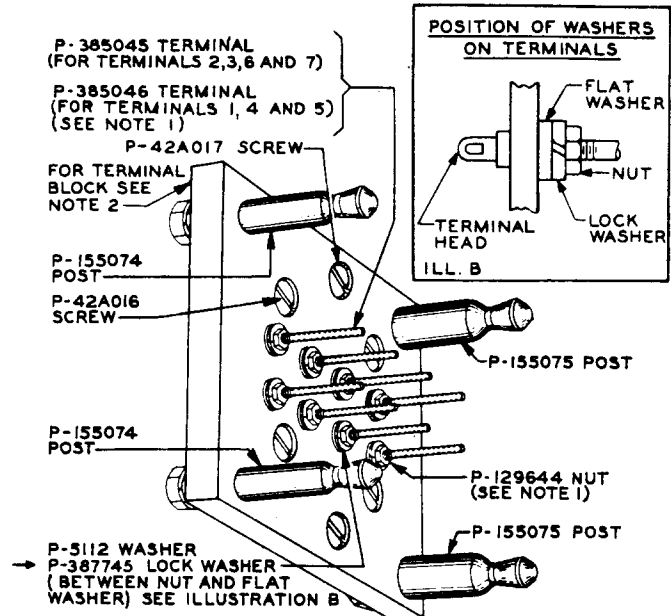 P-385045 TERMINAL
(FOR TERMINALS 2,3,6 AND 7)
P-385046 TERMINAL
(FOR TERMINALS 1, 4 AND 5)
(SEE NOTE 1)
P-42A017 SCREW
FOR TERMINAL
BLOCK SEE
NOTE 2
P-155074
POST
P-42A016
SCREW
P-155075 POST
P-155074
POST
P-129644 NUT
(SEE NOTE 1)
P-155075 POST
P-5112 WASHER
P-387745 LOCK WASHER
(BETWEEN NUT AND FLAT
WASHER) SEE ILLUSTRATION B
POSITION OF WASHERS
ON TERMINALS
FLAT
WASHER
NUT
LOCK
WASHER
TERMINAL
HEAD
ILL. B